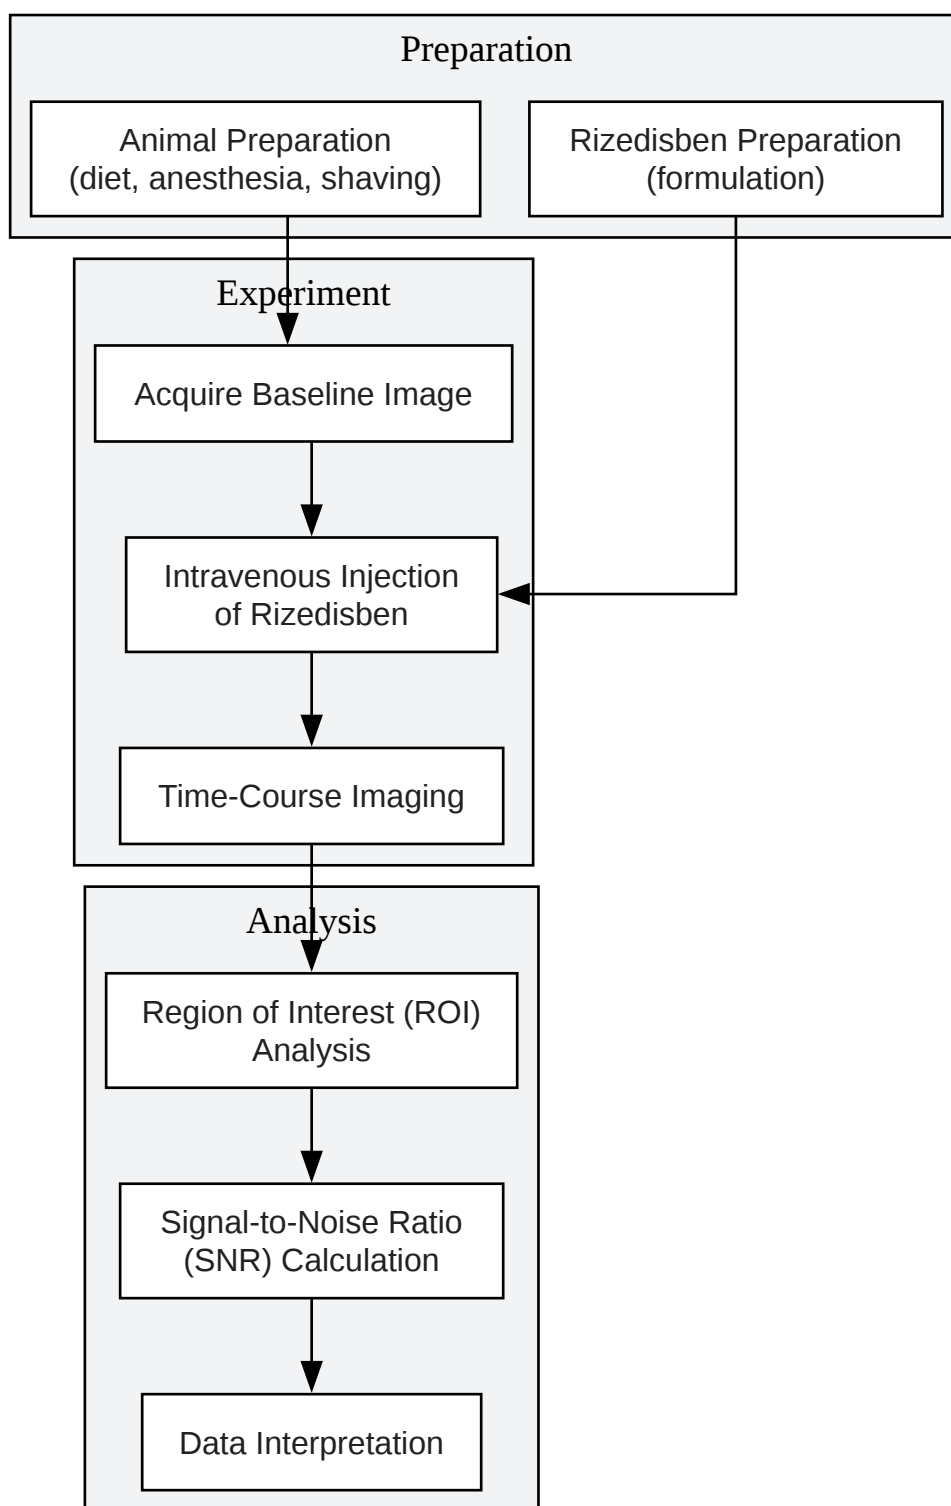 Preparation
Animal Preparation
(diet, anesthesia, shaving)
Rizedisben Preparation
(formulation)
Experiment
Acquire Baseline Image
Intravenous Injection
of Rizedisben
Time-Course Imaging
Analysis
Region of Interest (ROI)
Analysis
Signal-to-Noise Ratio
(SNR) Calculation
Data Interpretation